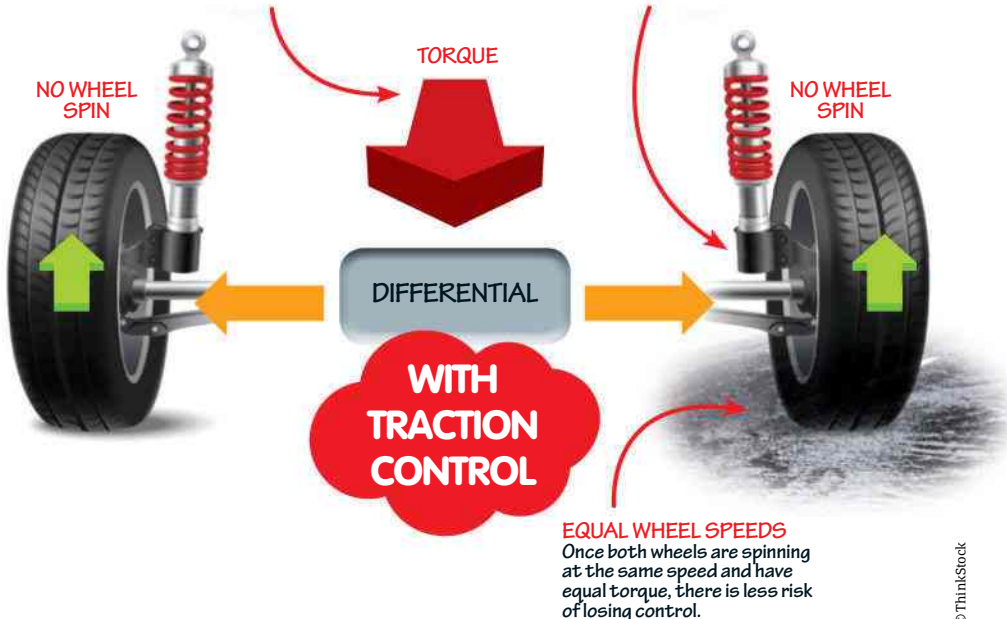 TORQUE
NO WHEEL
SPIN
NO WHEEL
SPIN
DIFFERENTIAL
WITH
TRACTION
CONTROL
EQUAL WHEEL SPEEDS
Once both wheels are spinning
at the same speed and have
equal torque, there is less risk
of losing control.
© ThinkStock